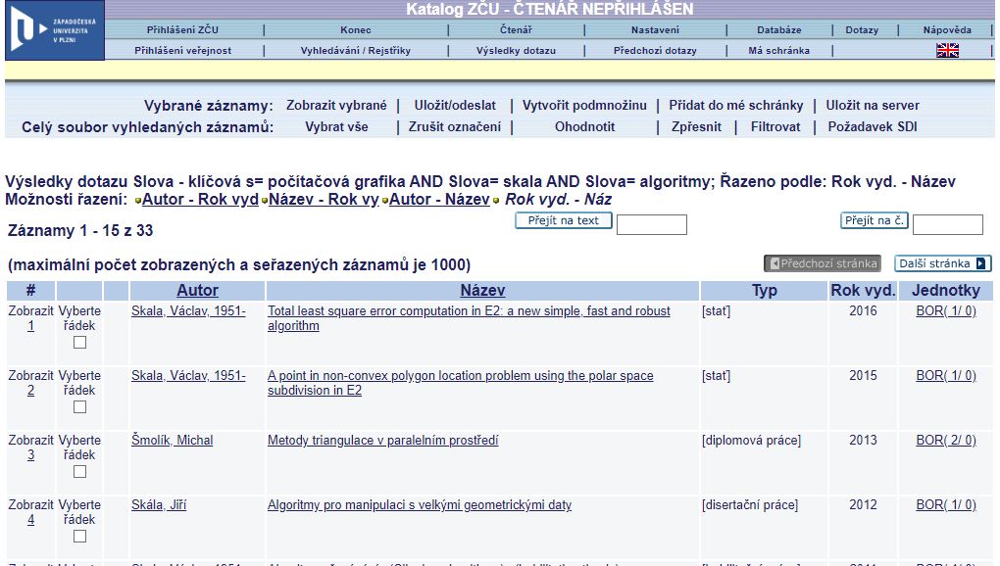 ZÁPADOČESKÁ
UNIVERZITA
V PLZNI
Katalog ZČU - ČTENÁŘ NEPŘIHLÁŠEN
Přihlášení ZČU | Konec | Čtenář | Nastavení | Databáze | Dotazy | Nápověda |
Přihlášení veřejnost | Vyhledávání / Rejstříky | Výsledky dotazu | Předchozí dotazy | Má schránka | |
Vybrané záznamy: Zobrazit vybrané | Uložit/odeslat | Vytvořit podmnožinu | Přidat do mé schránky | Uložit na server
Celý soubor vyhledaných záznamů: Vybrat vše | Zrušit označení | Ohodnotit | Zpřesnit | Filtrovat | Požadavek SDI
Výsledky dotazu Slova - klíčová s= počítačová grafika AND Slova= skala AND Slova= algoritmy; Řazeno podle: Rok vyd. - Název
Možnosti řazení: Autor - Rok vyd Název - Rok vy Autor - Název Rok vyd. - Náz
Přejít na text Přejít na č.
Záznamy 1 - 15 z 33
(maximální počet zobrazených a seřazených záznamů je 1000) Předchozí stránka Další stránka
# Autor Název Typ Rok vyd. Jednotky
Zobrazit Vyberte Skala, Václav, 1951- Total least square error computation in E2: a new simple, fast and robust [stať] 2016 BOR( 1/ 0)
1 řádek algorithm
Zobrazit Vyberte Skala, Václav, 1951- A point in non-convex polygon location problem using the polar space [stať] 2015 BOR( 1/ 0)
2 řádek subdivision in E2
Zobrazit Vyberte Šmolík, Michal Metody triangulace v paralelním prostředí [diplomová práce] 2013 BOR( 2/ 0)
3 řádek
Zobrazit Vyberte Skála, Jiří Algoritmy pro manipulaci s velkými geometrickými daty [disertační práce] 2012 BOR( 1/ 0)
4 řádek